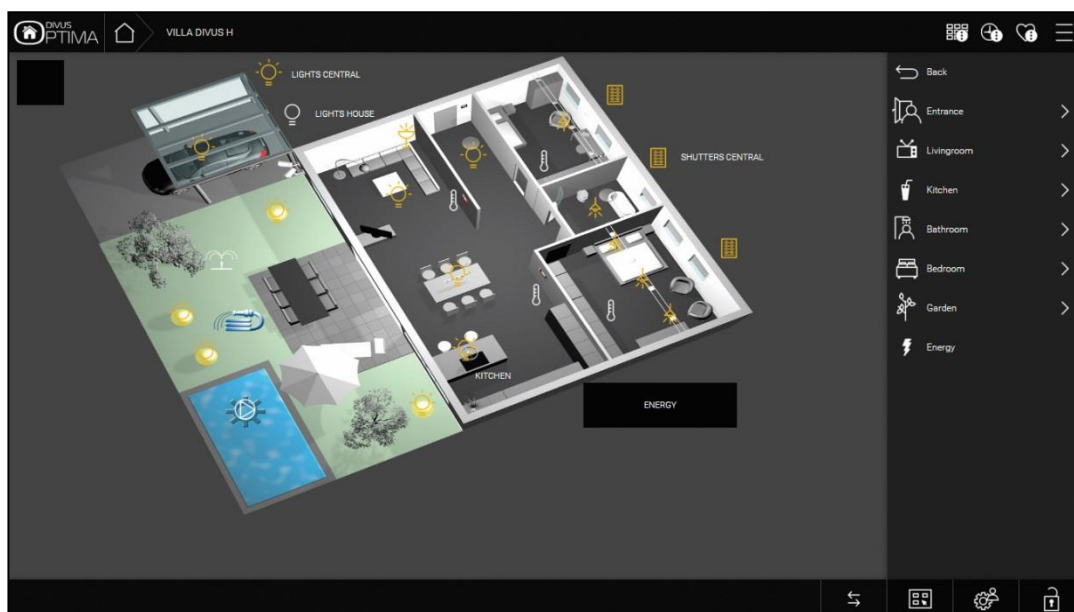 DIVUS
OPTIMA
VILLA DIVUS H
LIGHTS CENTRAL
LIGHTS HOUSE
SHUTTERS CENTRAL
KITCHEN
ENERGY
Back
Entrance
Livingroom
Kitchen
Bathroom
Bedroom
Garden
Energy